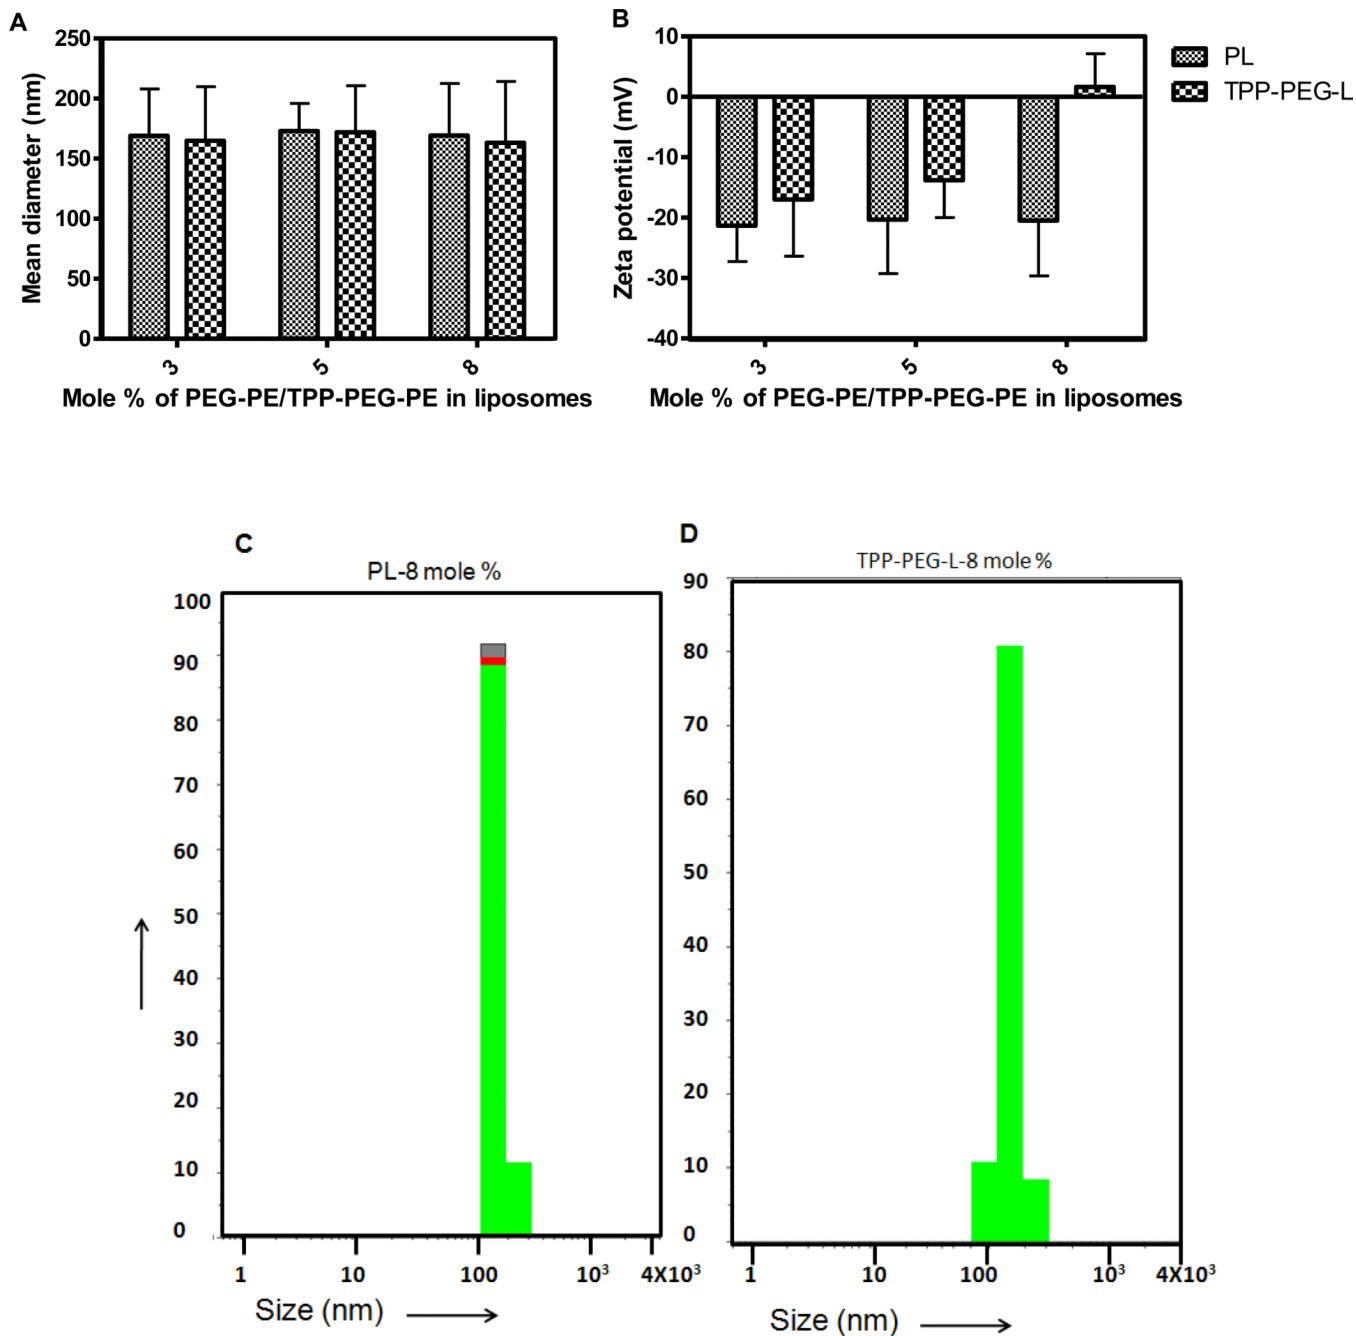 A
250
200
150
100
50
0
Mean diameter (nm)
3
5
8
Mole % of PEG-PE/TPP-PEG-PE in liposomes
B
10
0
-10
-20
-30
-40
Zeta potential (mV)
3
5
8
Mole % of PEG-PE/TPP-PEG-PE in liposomes
PL
TPP-PEG-L
C
PL-8 mole %
100
90
80
70
60
50
40
30
20
10
0
1 10 100 10³ 4X10³
Size (nm)
D
TPP-PEG-L-8 mole %
90
80
70
60
50
40
30
20
10
0
1 10 100 10³ 4X10³
Size (nm)